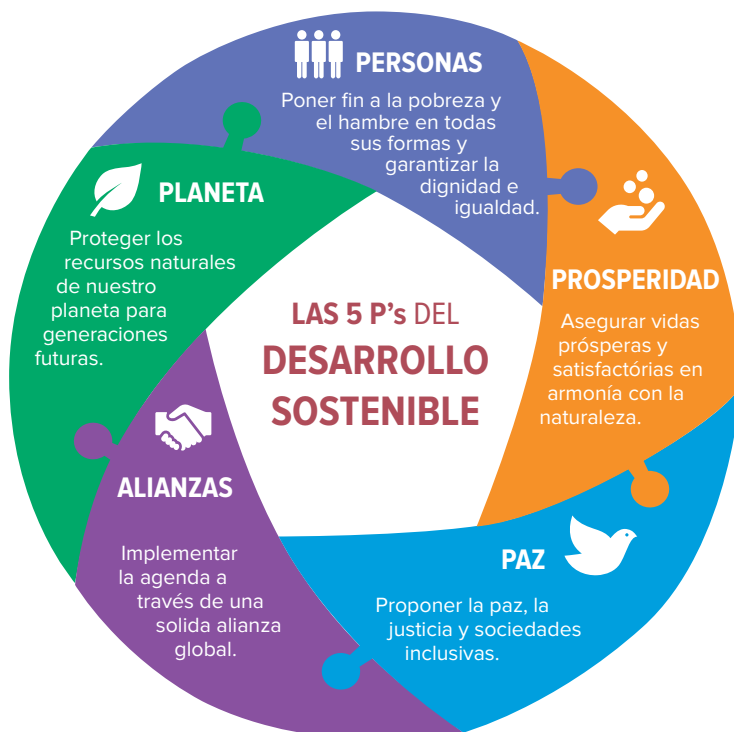 PERSONAS
Poner fin a la pobreza y
el hambre en todas
sus formas y
garantizar la
dignidad e
igualdad.
PROSPERIDAD
Asegurar vidas
prósperas y
satisfactórias en
armonía con la
naturaleza.
PAZ
Proponer la paz, la
justicia y sociedades
inclusivas.
ALIANZAS
Implementar
la agenda a
través de una
solida alianza
global.
PLANETA
Proteger los
recursos naturales
de nuestro
planeta para
generaciones
futuras.
LAS 5 P's DEL
DESARROLLO
SOSTENIBLE